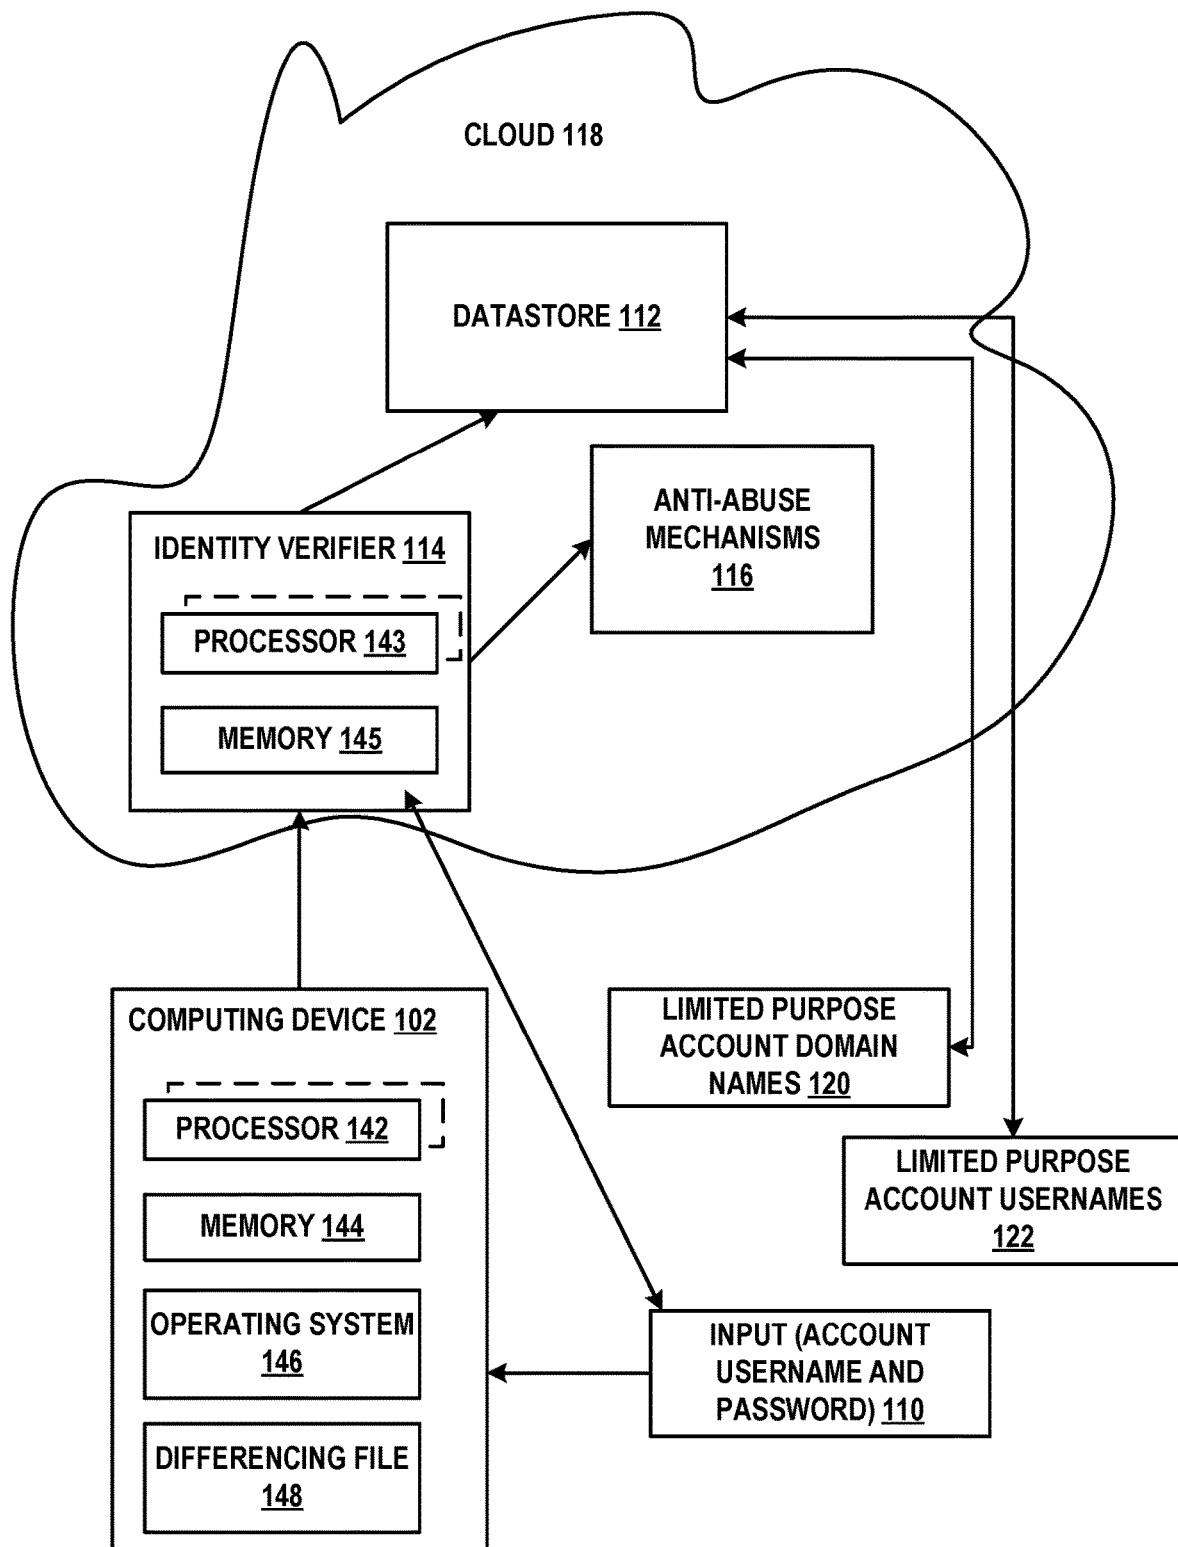 CLOUD 118
DATASTORE 112
ANTI-ABUSE
MECHANISMS
116
IDENTITY VERIFIER 114
PROCESSOR 143
MEMORY 145
COMPUTING DEVICE 102
PROCESSOR 142
MEMORY 144
OPERATING SYSTEM
146
DIFFERENCING FILE
148
LIMITED PURPOSE
ACCOUNT DOMAIN
NAMES 120
LIMITED PURPOSE
ACCOUNT USERNAMES
122
INPUT (ACCOUNT
USERNAME AND
PASSWORD) 110